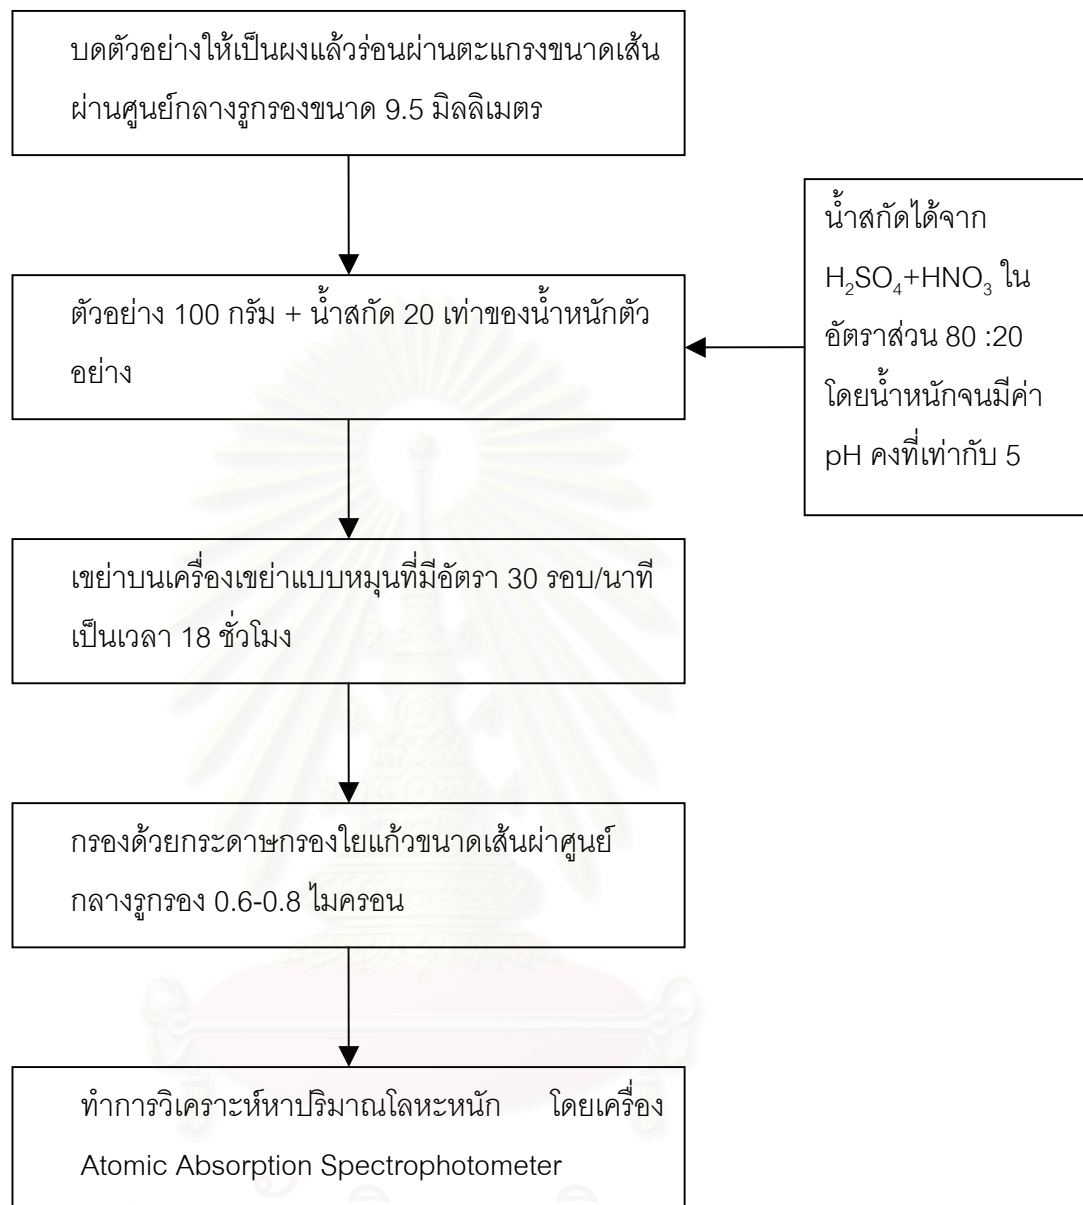 บดตัวอย่างให้เป็นผงแล้วร่อนผ่านตะแกรงขนาดเส้น
ผ่านศูนย์กลางรูกรองขนาด 9.5 มิลลิเมตร
น้ำสกัดได้จาก
H₂SO₄+HNO₃ ใน
อัตราส่วน 80 :20
โดยน้ำหนักจนมีค่า
pH คงที่เท่ากับ 5
ตัวอย่าง 100 กรัม + น้ำสกัด 20 เท่าของน้ำหนักตัว
อย่าง
เขย่าบนเครื่องเขย่าแบบหมุนที่มีอัตรา 30 รอบ/นาที
เป็นเวลา 18 ชั่วโมง
กรองด้วยกระดาษกรองใยแก้วขนาดเส้นผ่าศูนย์
กลางรูกรอง 0.6-0.8 ไมครอน
ทำการวิเคราะห์หาปริมาณโลหะหนัก โดยเครื่อง
Atomic Absorption Spectrophotometer